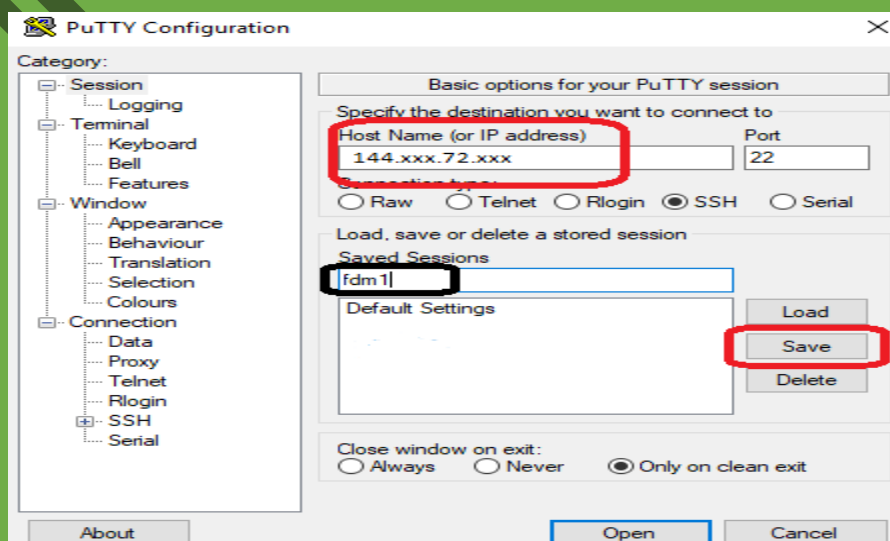 PuTTY Configuration
Category:
Session
Logging
Terminal
Keyboard
Bell
Features
Window
Appearance
Behaviour
Translation
Selection
Colours
Connection
Data
Proxy
Telnet
Rlogin
SSH
Serial
Basic options for your PuTTY session
Specify the destination you want to connect to
Host Name (or IP address) Port
144.xxx.72.xxx 22
Connection type:
Raw Telnet Rlogin SSH Serial
Load, save or delete a stored session
Saved Sessions
fdm1
Default Settings
Load
Save
Delete
Close window on exit:
Always Never Only on clean exit
About Open Cancel